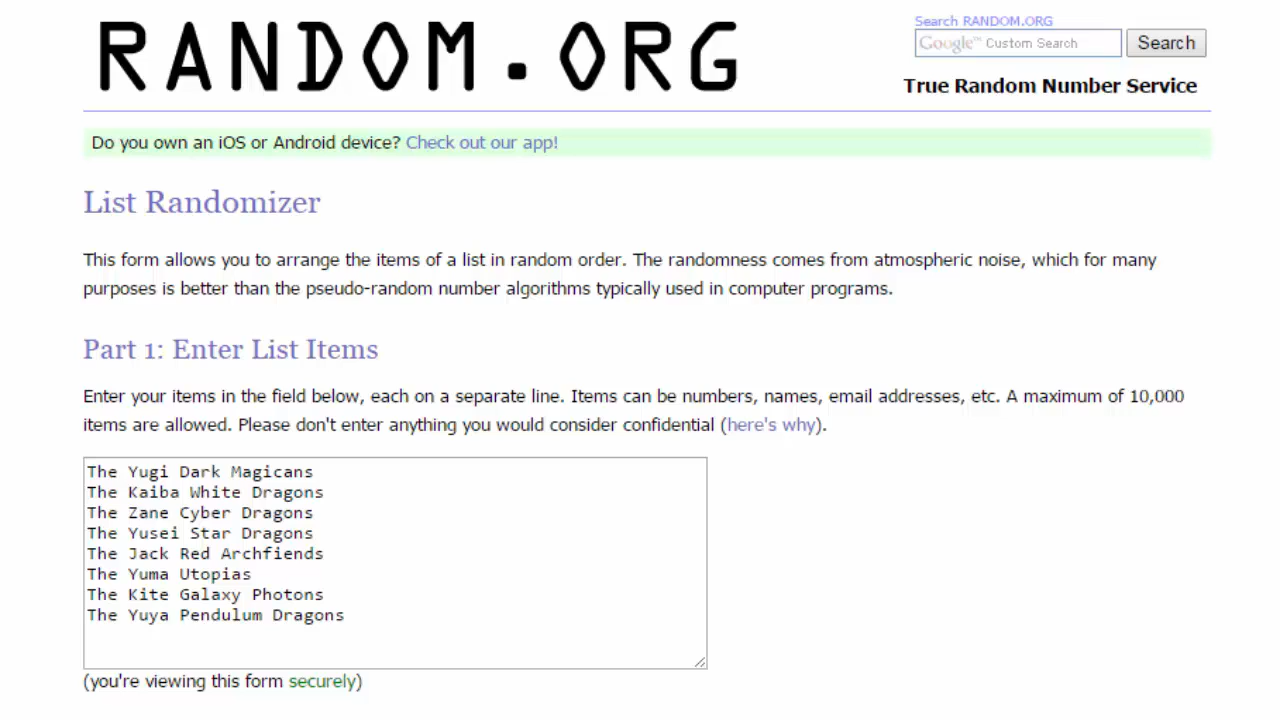 RANDOM.ORG
Search RANDOM.ORG
Google™ Custom Search
Search
True Random Number Service
Do you own an iOS or Android device? Check out our app!
List Randomizer
This form allows you to arrange the items of a list in random order. The randomness comes from atmospheric noise, which for many
purposes is better than the pseudo-random number algorithms typically used in computer programs.
Part 1: Enter List Items
Enter your items in the field below, each on a separate line. Items can be numbers, names, email addresses, etc. A maximum of 10,000
items are allowed. Please don't enter anything you would consider confidential (here's why).
The Yugi Dark Magicans
The Kaiba White Dragons
The Zane Cyber Dragons
The Yusei Star Dragons
The Jack Red Archfiends
The Yuma Utopias
The Kite Galaxy Photons
The Yuya Pendulum Dragons
(you're viewing this form securely)